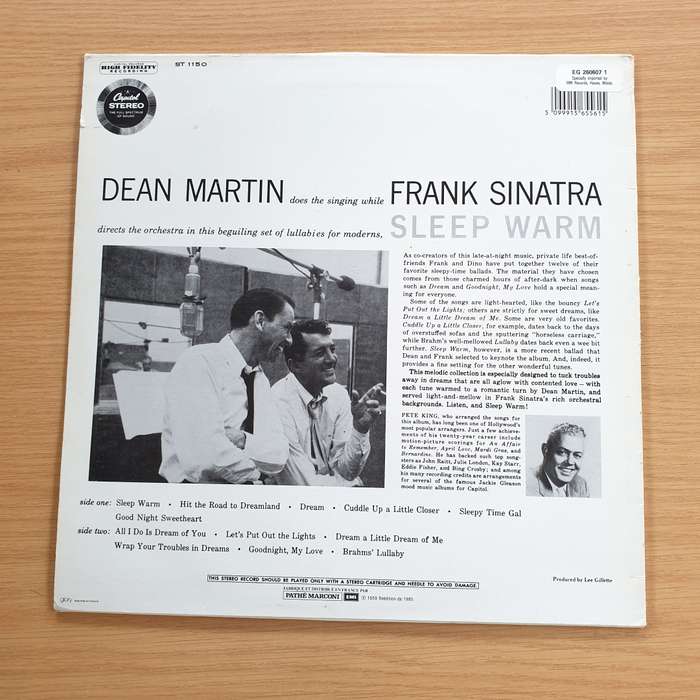 HIGH FIDELITY
RECORDING
ST 1150
EG 260607 1
Specially imported by
Capitol
STEREO
THE FULL SPECTRUM
OF SOUND
5 099915 655615
DEAN MARTIN does the singing while FRANK SINATRA
directs the orchestra in this beguiling set of lullabies for moderns, SLEEP WARM
As co-creators of this late-at-night music, private life best-of-
friends Frank and Dino have put together twelve of their
favorite sleepy-time ballads. The material they have chosen
comes from those charmed hours of after-dark when songs
such as Dream and Goodnight, My Love hold a special mean-
ing for everyone.
Some of the songs are light-hearted, like the bouncy Let's
Put Out the Lights; others are strictly for sweet dreams, like
Dream a Little Dream of Me. Some are very old favorites.
Cuddle Up a Little Closer, for example, dates back to the days
of overstuffed sofas and the sputtering "horseless carriage,"
while Brahm's well-mellowed Lullaby dates back even a wee bit
further. Sleep Warm, however, is a more recent ballad that
Dean and Frank selected to keynote the album. And, indeed, it
provides a fine setting for the other wonderful tunes.
This melodic collection is especially designed to tuck troubles
away in dreams that are all aglow with contented love – with
each tune warmed to a romantic turn by Dean Martin, and
served light-and-mellow in Frank Sinatra's rich orchestral
backgrounds. Listen, and Sleep Warm!
PETE KING, who arranged the songs for
this album, has long been one of Hollywood's
most popular arrangers. Just a few achieve-
ments of his twenty-year career include
motion-picture scorings for An Affair
to Remember, April Love, Mardi Gras, and
Bernardine. He has backed such top song-
sters as John Raitt, Julie London, Kay Starr,
Eddie Fisher, and Bing Crosby; and among
his many recording credits are arrangements
for several of the famous Jackie Gleason
mood music albums for Capitol.
side one: Sleep Warm • Hit the Road to Dreamland • Dream • Cuddle Up a Little Closer • Sleepy Time Gal
Good Night Sweetheart
side two: All I Do Is Dream of You • Let's Put Out the Lights • Dream a Little Dream of Me
Wrap Your Troubles in Dreams • Goodnight, My Love • Brahms' Lullaby
THIS STEREO RECORD SHOULD BE PLAYED ONLY WITH A STEREO CARTRIDGE AND NEEDLE TO AVOID DAMAGE.
Produced by Lee Gillette
FABRIQUÉ ET DISTRIBUÉ EN FRANCE PAR
PATHÉ MARCONI EMI ℗ 1959 Réédition de 1985